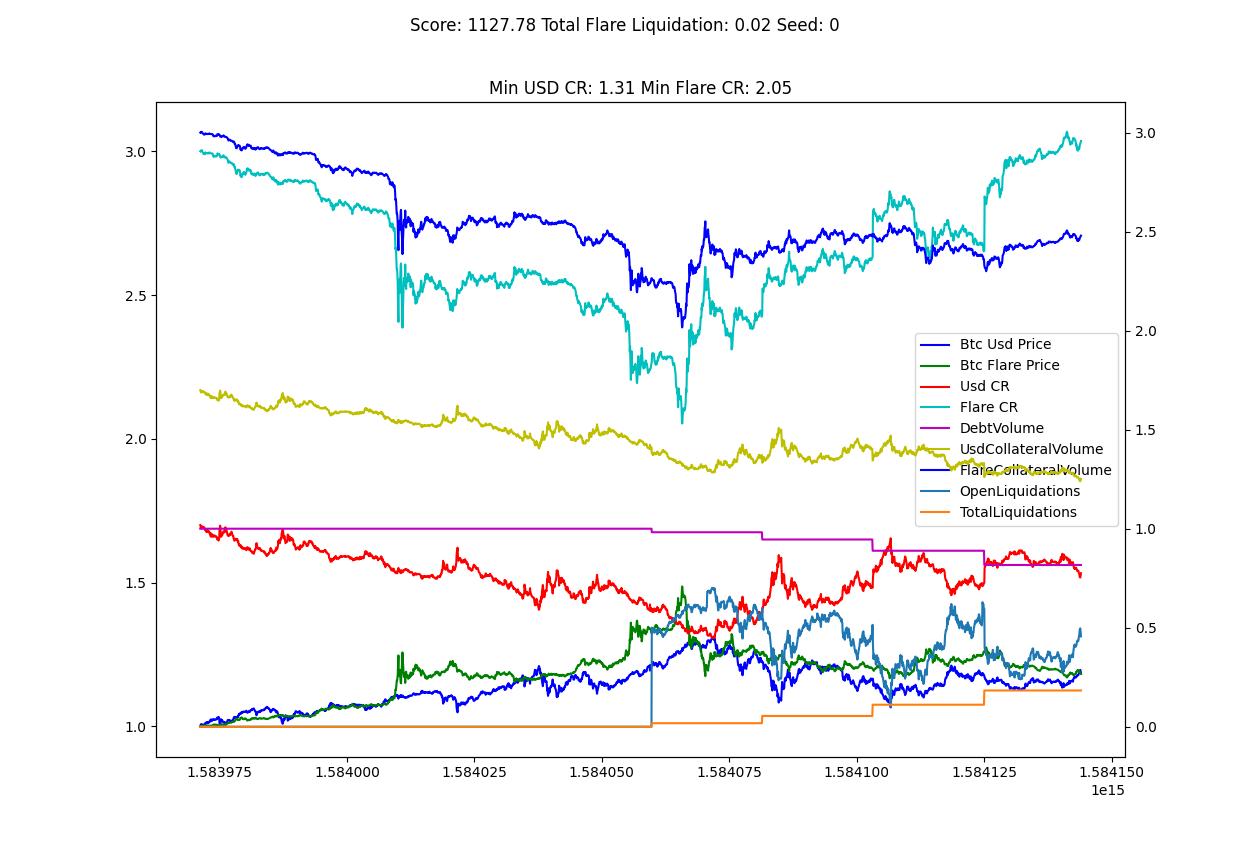 Score: 1127.78 Total Flare Liquidation: 0.02 Seed: 0
Min USD CR: 1.31 Min Flare CR: 2.05
3.0
2.5
2.0
1.5
1.0
3.0
2.5
2.0
1.5
1.0
0.5
0.0
Btc Usd Price
Btc Flare Price
Usd CR
Flare CR
DebtVolume
UsdCollateralVolume
FlareCollateralVolume
OpenLiquidations
TotalLiquidations
1.583975 1.584000 1.584025 1.584050 1.584075 1.584100 1.584125 1.584150
1e15